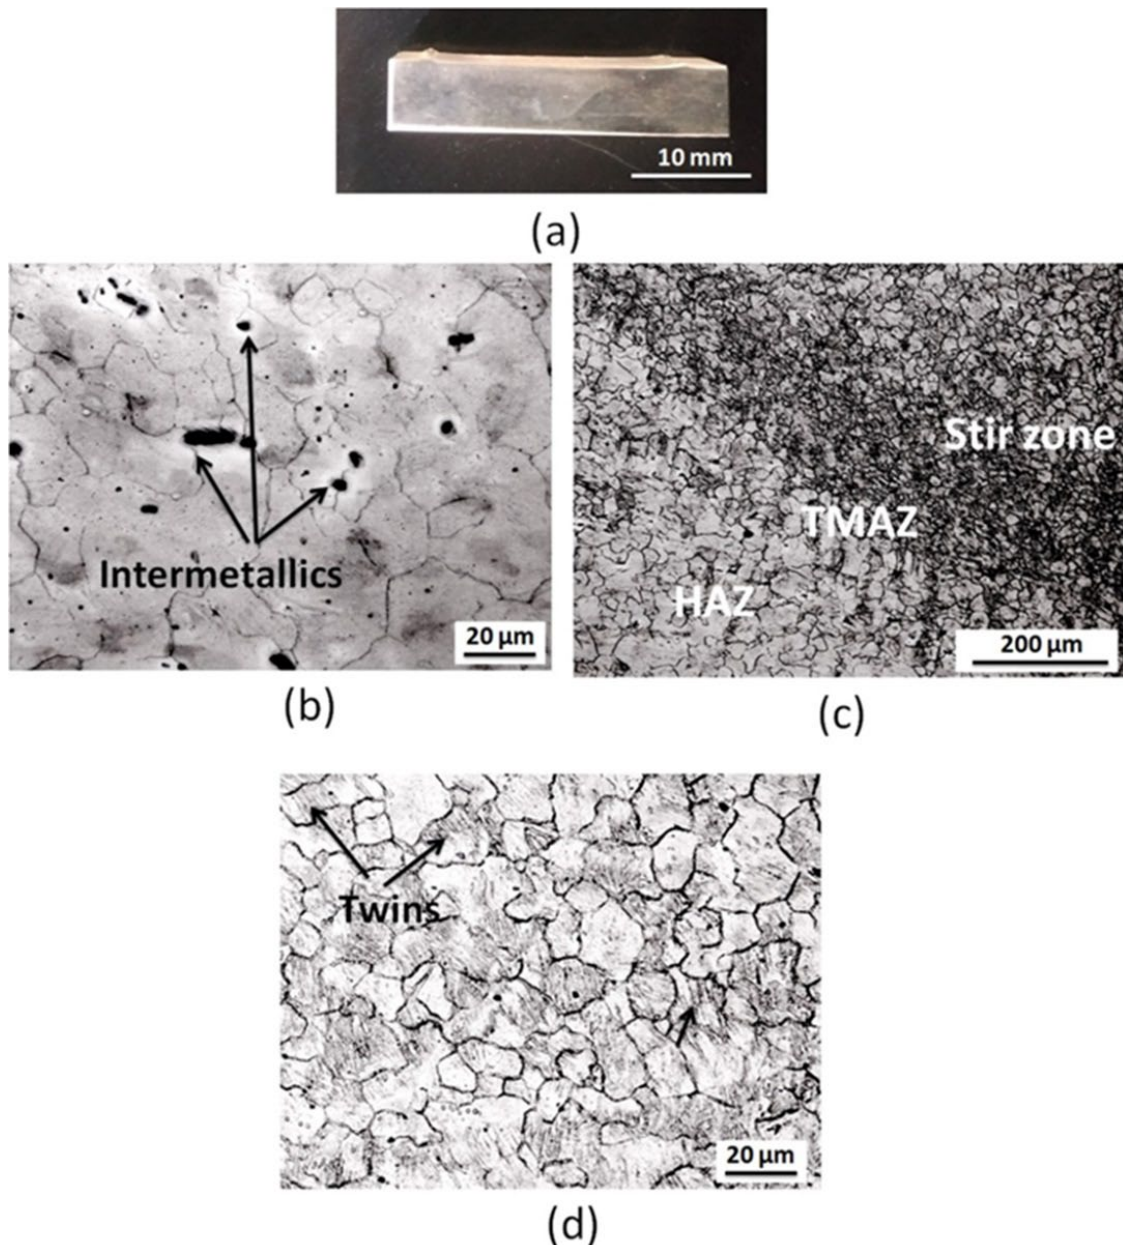 10 mm
(a)
Intermetallics
20 µm
(b)
Stir zone
TMAZ
HAZ
200 µm
(c)
Twins
20 µm
(d)